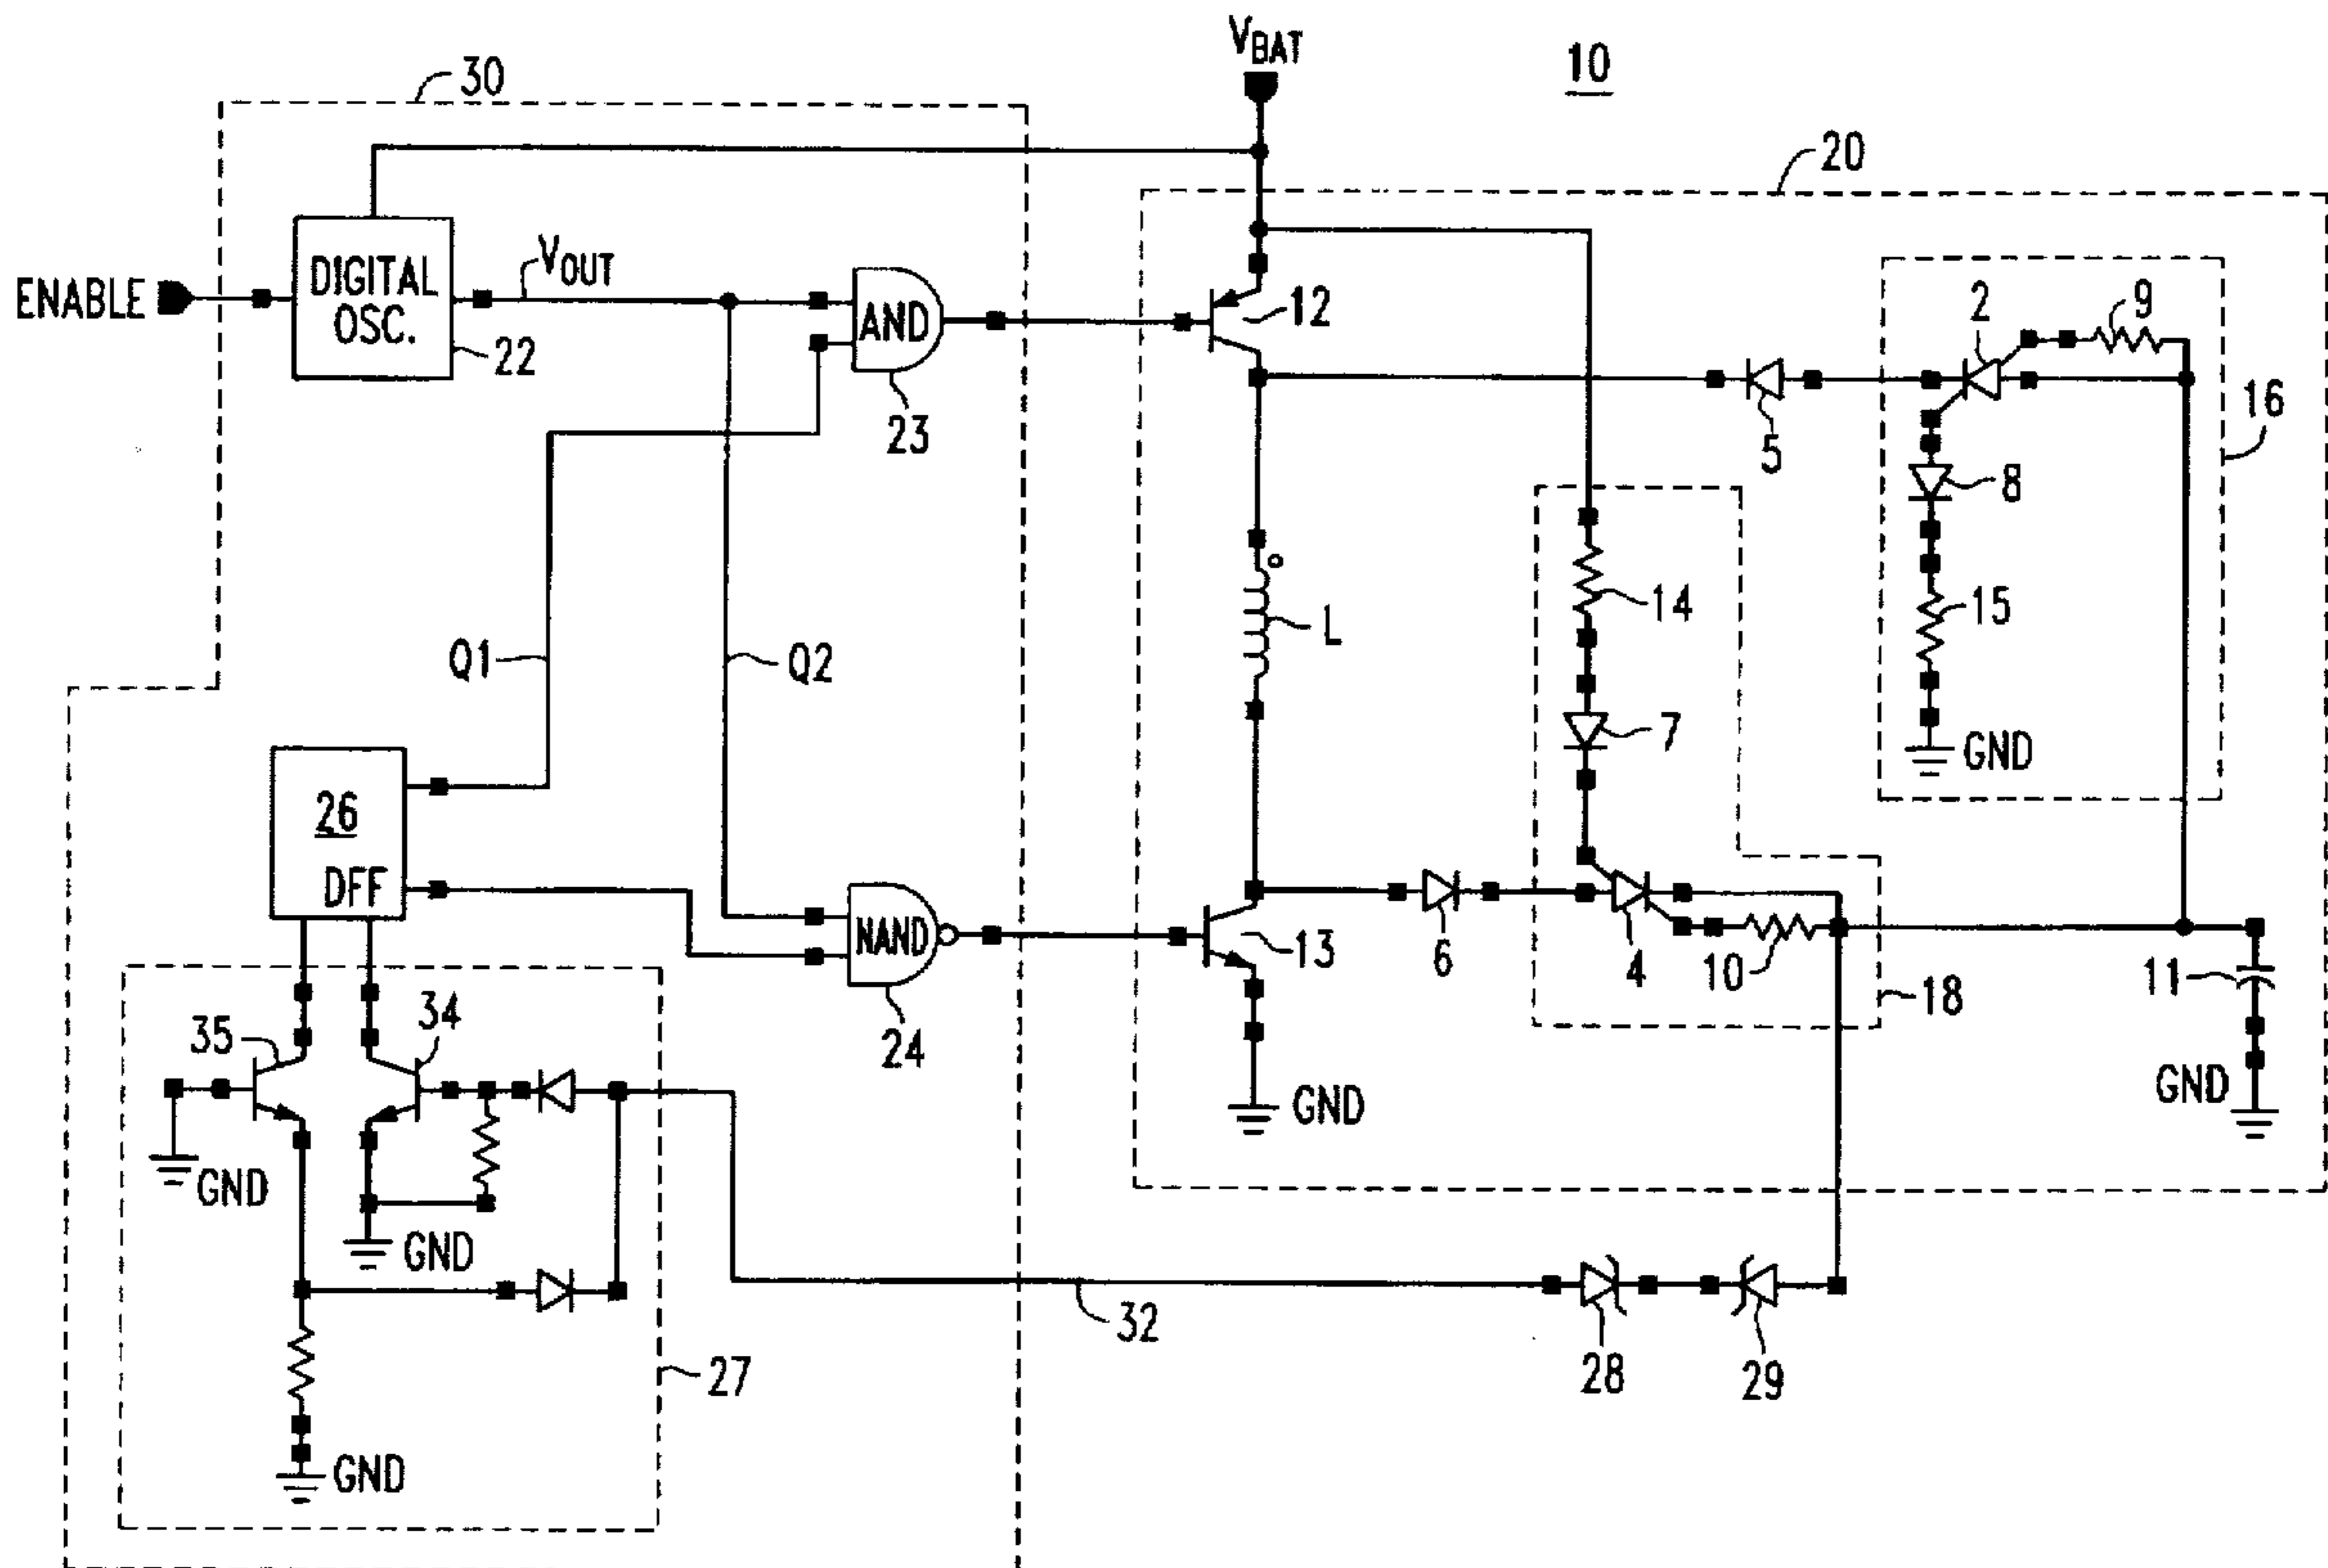 VBAT
10
30
20
ENABLE
DIGITAL
OSC.
22
VOUT
AND
23
12
2
9
16
5
8
15
GND
14
L
7
Q1
Q2
26
DFF
NAND
24
13
6
4
10
18
11
GND
GND
35
34
GND
GND
GND
27
32
28
29